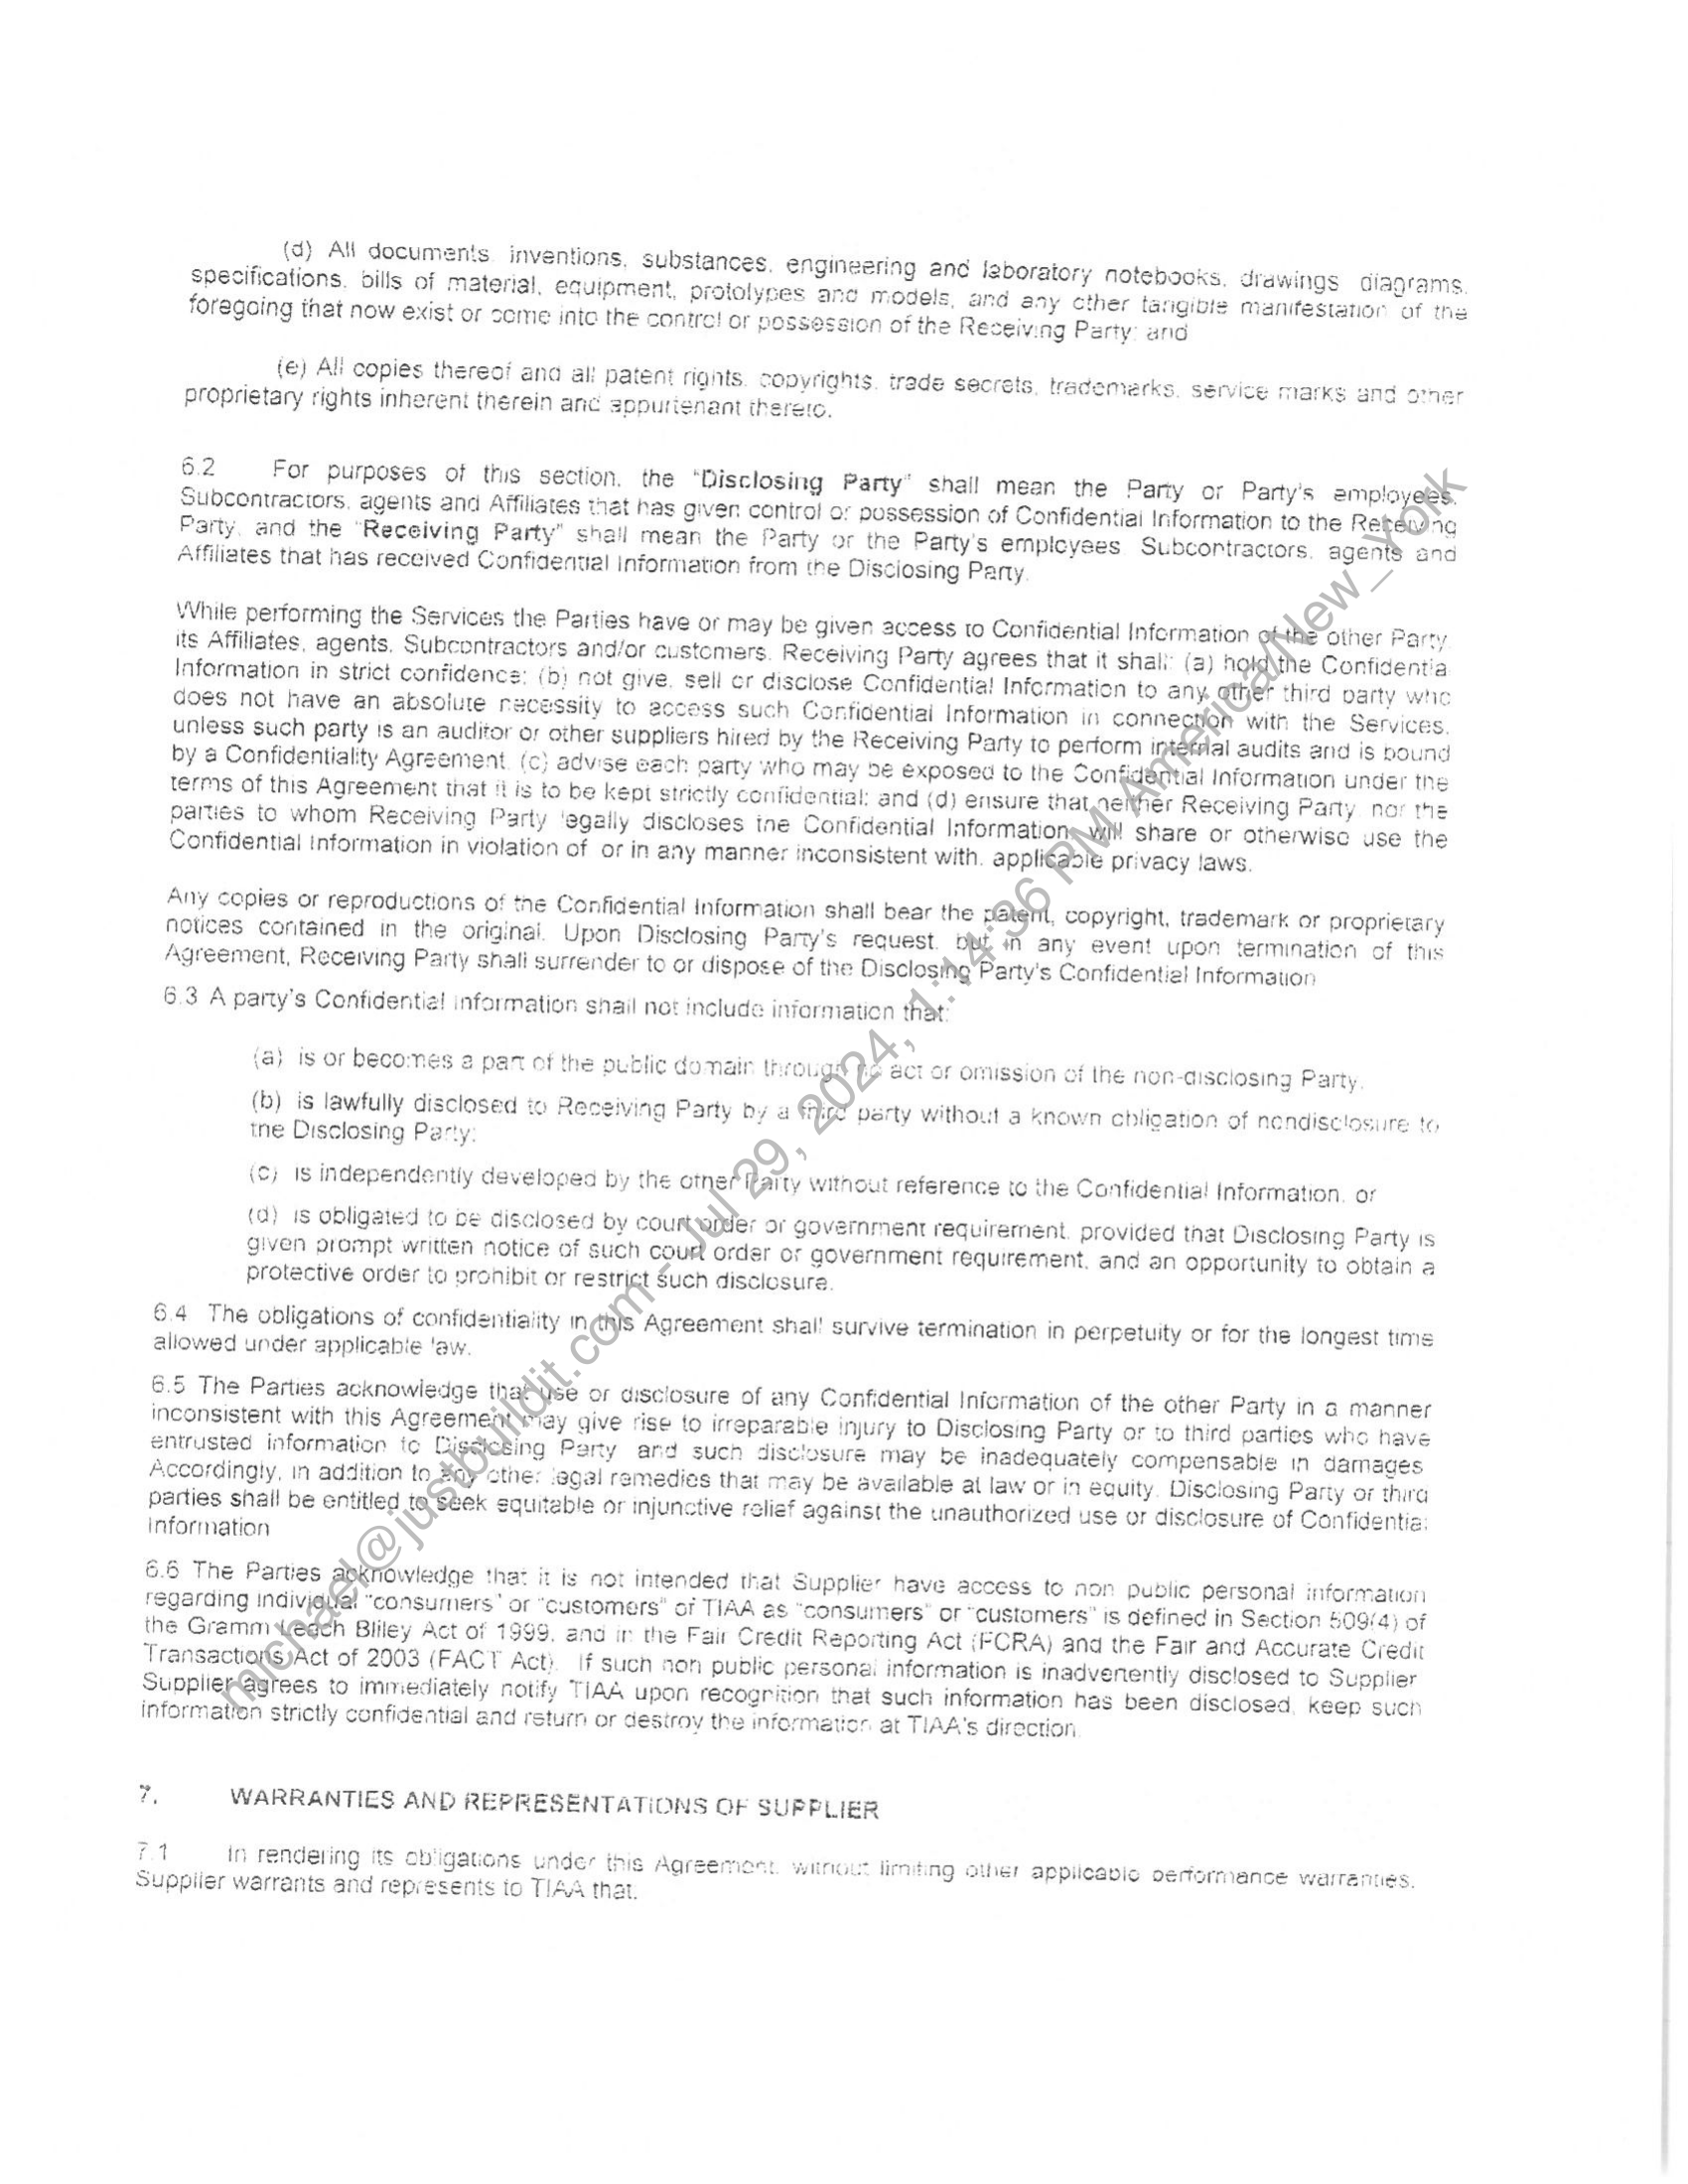 (d) All documents, inventions, substances, engineering and laboratory notebooks, drawings, diagrams,
specifications, bills of material, equipment, prototypes and models, and any other tangible manifestation of the
foregoing that now exist or come into the control or possession of the Receiving Party; and
(e) All copies thereof and all patent rights, copyrights, trade secrets, trademarks, service marks and other
proprietary rights inherent therein and appurtenant thereto.
6.2 For purposes of this section, the "Disclosing Party" shall mean the Party or Party's employees,
Subcontractors, agents and Affiliates that has given control or possession of Confidential Information to the Receiving
Party, and the "Receiving Party" shall mean the Party or the Party's employees, Subcontractors, agents and
Affiliates that has received Confidential Information from the Disclosing Party.
While performing the Services the Parties have or may be given access to Confidential Information of the other Party,
its Affiliates, agents, Subcontractors and/or customers. Receiving Party agrees that it shall: (a) hold the Confidential
Information in strict confidence; (b) not give, sell or disclose Confidential Information to any other third party who
does not have an absolute necessity to access such Confidential Information in connection with the Services,
unless such party is an auditor or other suppliers hired by the Receiving Party to perform internal audits and is bound
by a Confidentiality Agreement, (c) advise each party who may be exposed to the Confidential Information under the
terms of this Agreement that it is to be kept strictly confidential; and (d) ensure that neither Receiving Party, nor the
parties to whom Receiving Party legally discloses the Confidential Information, will share or otherwise use the
Confidential Information in violation of, or in any manner inconsistent with, applicable privacy laws.
Any copies or reproductions of the Confidential Information shall bear the patent, copyright, trademark or proprietary
notices contained in the original. Upon Disclosing Party's request, but in any event upon termination of this
Agreement, Receiving Party shall surrender to or dispose of the Disclosing Party's Confidential Information
6.3 A party's Confidential Information shall not include information that:
(a) is or becomes a part of the public domain through no act or omission of the non-disclosing Party,
(b) is lawfully disclosed to Receiving Party by a third party without a known obligation of nondisclosure to
the Disclosing Party;
(c) is independently developed by the other Party without reference to the Confidential Information, or
(d) is obligated to be disclosed by court order or government requirement, provided that Disclosing Party is
given prompt written notice of such court order or government requirement, and an opportunity to obtain a
protective order to prohibit or restrict such disclosure.
6.4 The obligations of confidentiality in this Agreement shall survive termination in perpetuity or for the longest time
allowed under applicable law.
6.5 The Parties acknowledge that use or disclosure of any Confidential Information of the other Party in a manner
inconsistent with this Agreement may give rise to irreparable injury to Disclosing Party or to third parties who have
entrusted information to Disclosing Party and such disclosure may be inadequately compensable in damages
Accordingly, in addition to any other legal remedies that may be available at law or in equity, Disclosing Party or third
parties shall be entitled to seek equitable or injunctive relief against the unauthorized use or disclosure of Confidential
Information
6.6 The Parties acknowledge that it is not intended that Supplier have access to non public personal information
regarding individual "consumers" or "customers" of TIAA as "consumers" or "customers" is defined in Section 509(4) of
the Gramm Leach Bliley Act of 1999, and in the Fair Credit Reporting Act (FCRA) and the Fair and Accurate Credit
Transactions Act of 2003 (FACT Act). If such non public personal information is inadvertently disclosed to Supplier
Supplier agrees to immediately notify TIAA upon recognition that such information has been disclosed, keep such
information strictly confidential and return or destroy the information at TIAA's direction
7. WARRANTIES AND REPRESENTATIONS OF SUPPLIER
7.1 In rendering its obligations under this Agreement, without limiting other applicable performance warranties,
Supplier warrants and represents to TIAA that:
michael@justbuildit.com - Jul 29, 2024, 1:14:36 PM America/New_York